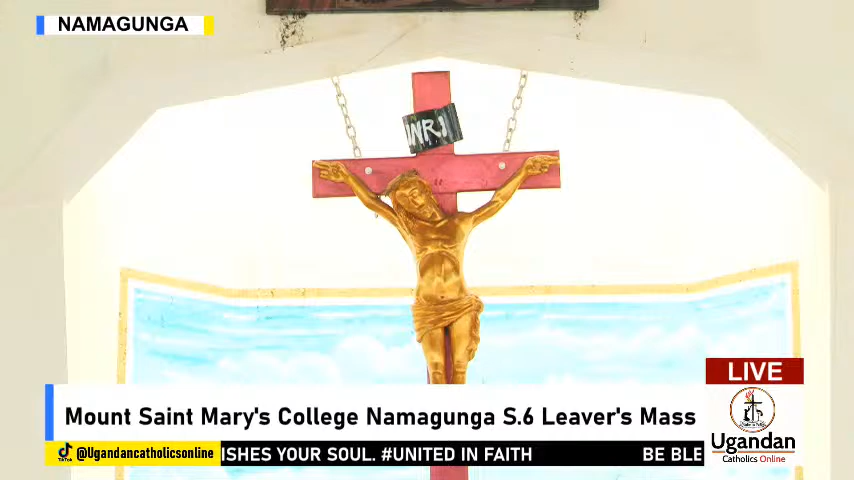 NAMAGUNGA
INRI
LIVE
Mount Saint Mary's College Namagunga S.6 Leaver's Mass
Ugandan
Catholics Online
TikTok
@Ugandancatholicsonline
ISHES YOUR SOUL. #UNITED IN FAITH BE BLE